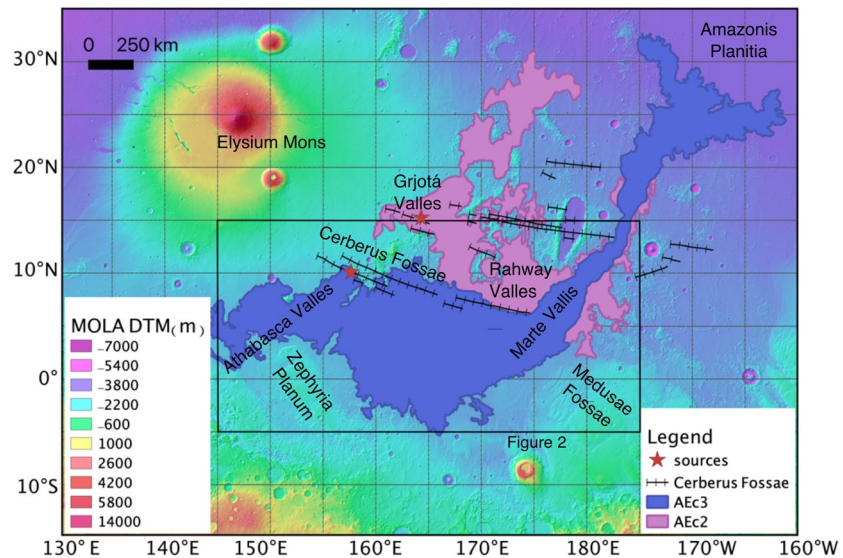 Amazonis
Planitia
30°N
0 250 km
Elysium Mons
20°N
Grjotá
Valles
Cerberus Fossae
10°N
Rahway
Valles
Athabasca Valles
Marte Vallis
Zephyria
Planum
Medusae
Fossae
0°
Figure 2
10°S
MOLA DTM(m)
-7000
-5400
-3800
-2200
-600
1000
2600
4200
5800
14000
Legend
sources
Cerberus Fossae
AEc3
AEc2
130°E 140°E 150°E 160°E 170°E 180°E 170°W 160°W